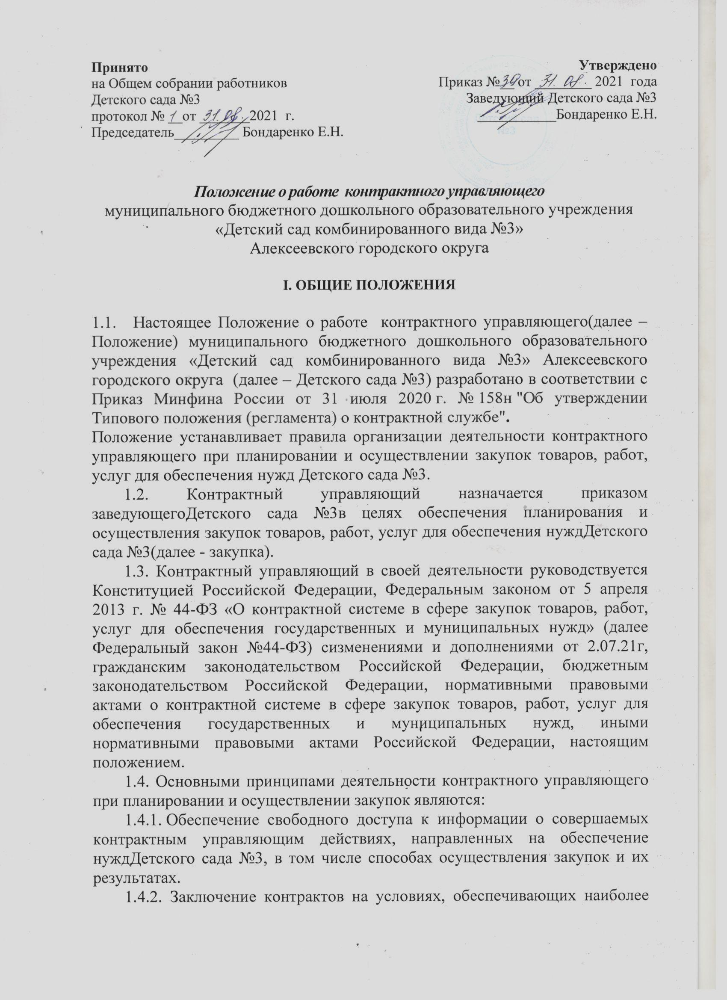 Принято
на Общем собрании работников
Детского сада №3
протокол № 1 от 31.08. 2021 г.
Председатель____________ Бондаренко Е.Н.
Утверждено
Приказ № от 31. 08. 2021 года
Заведующий Детского сада №3
_______________Бондаренко Е.Н.
Детский сад
№3
Положение о работе контрактного управляющего
муниципального бюджетного дошкольного образовательного учреждения
«Детский сад комбинированного вида №3»
Алексеевского городского округа
I. ОБЩИЕ ПОЛОЖЕНИЯ
1.1. Настоящее Положение о работе контрактного управляющего(далее –
Положение) муниципального бюджетного дошкольного образовательного
учреждения «Детский сад комбинированного вида №3» Алексеевского
городского округа (далее – Детского сада №3) разработано в соответствии с
Приказ Минфина России от 31 июля 2020 г. № 158н "Об утверждении
Типового положения (регламента) о контрактной службе".
Положение устанавливает правила организации деятельности контрактного
управляющего при планировании и осуществлении закупок товаров, работ,
услуг для обеспечения нужд Детского сада №3.
1.2. Контрактный управляющий назначается приказом
заведующегоДетского сада №3в целях обеспечения планирования и
осуществления закупок товаров, работ, услуг для обеспечения нуждДетского
сада №3(далее - закупка).
1.3. Контрактный управляющий в своей деятельности руководствуется
Конституцией Российской Федерации, Федеральным законом от 5 апреля
2013 г. № 44-ФЗ «О контрактной системе в сфере закупок товаров, работ,
услуг для обеспечения государственных и муниципальных нужд» (далее
Федеральный закон №44-ФЗ) сизменениями и дополнениями от 2.07.21г,
гражданским законодательством Российской Федерации, бюджетным
законодательством Российской Федерации, нормативными правовыми
актами о контрактной системе в сфере закупок товаров, работ, услуг для
обеспечения государственных и муниципальных нужд, иными
нормативными правовыми актами Российской Федерации, настоящим
положением.
1.4. Основными принципами деятельности контрактного управляющего
при планировании и осуществлении закупок являются:
1.4.1. Обеспечение свободного доступа к информации о совершаемых
контрактным управляющим действиях, направленных на обеспечение
нуждДетского сада №3, в том числе способах осуществления закупок и их
результатах.
1.4.2. Заключение контрактов на условиях, обеспечивающих наиболее